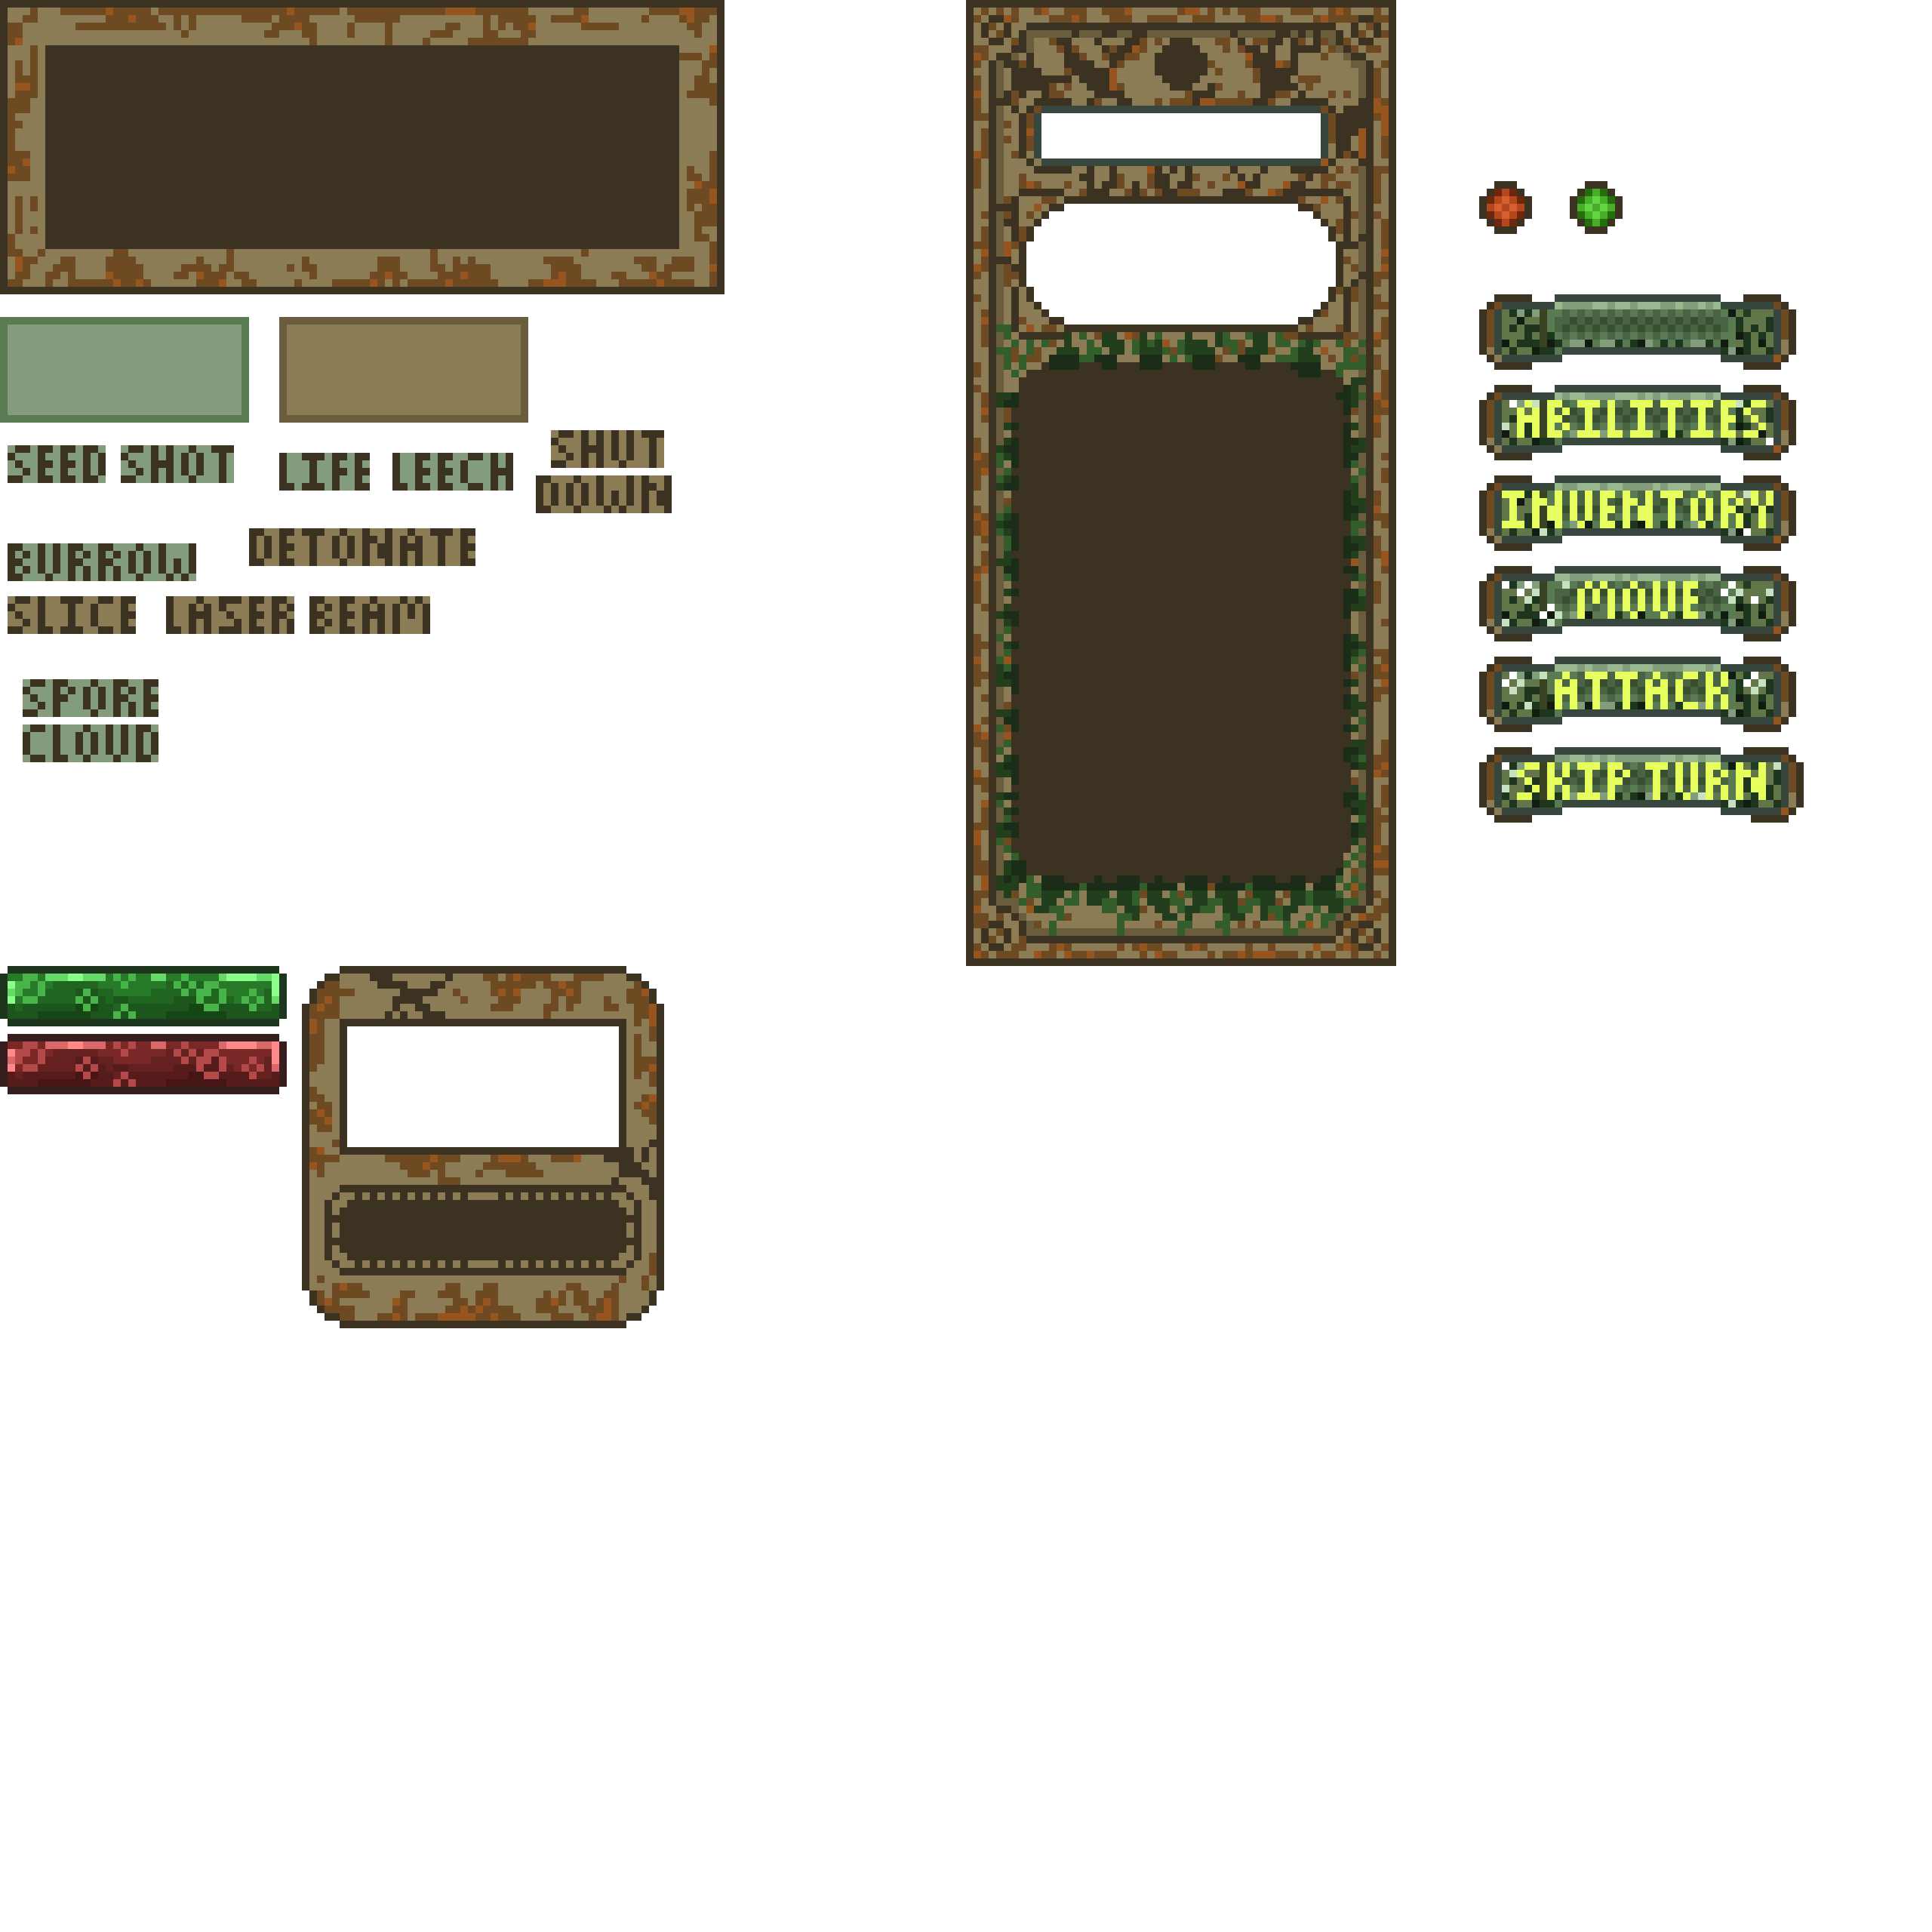 SEED SHOT
LIFE LEECH
SHUT
DOWN
BURROW
DETONATE
SLICE
LASER BEAM
SPORE
CLOUD
ABILITIES
INVENTORY
MOVE
ATTACK
SKIP TURN